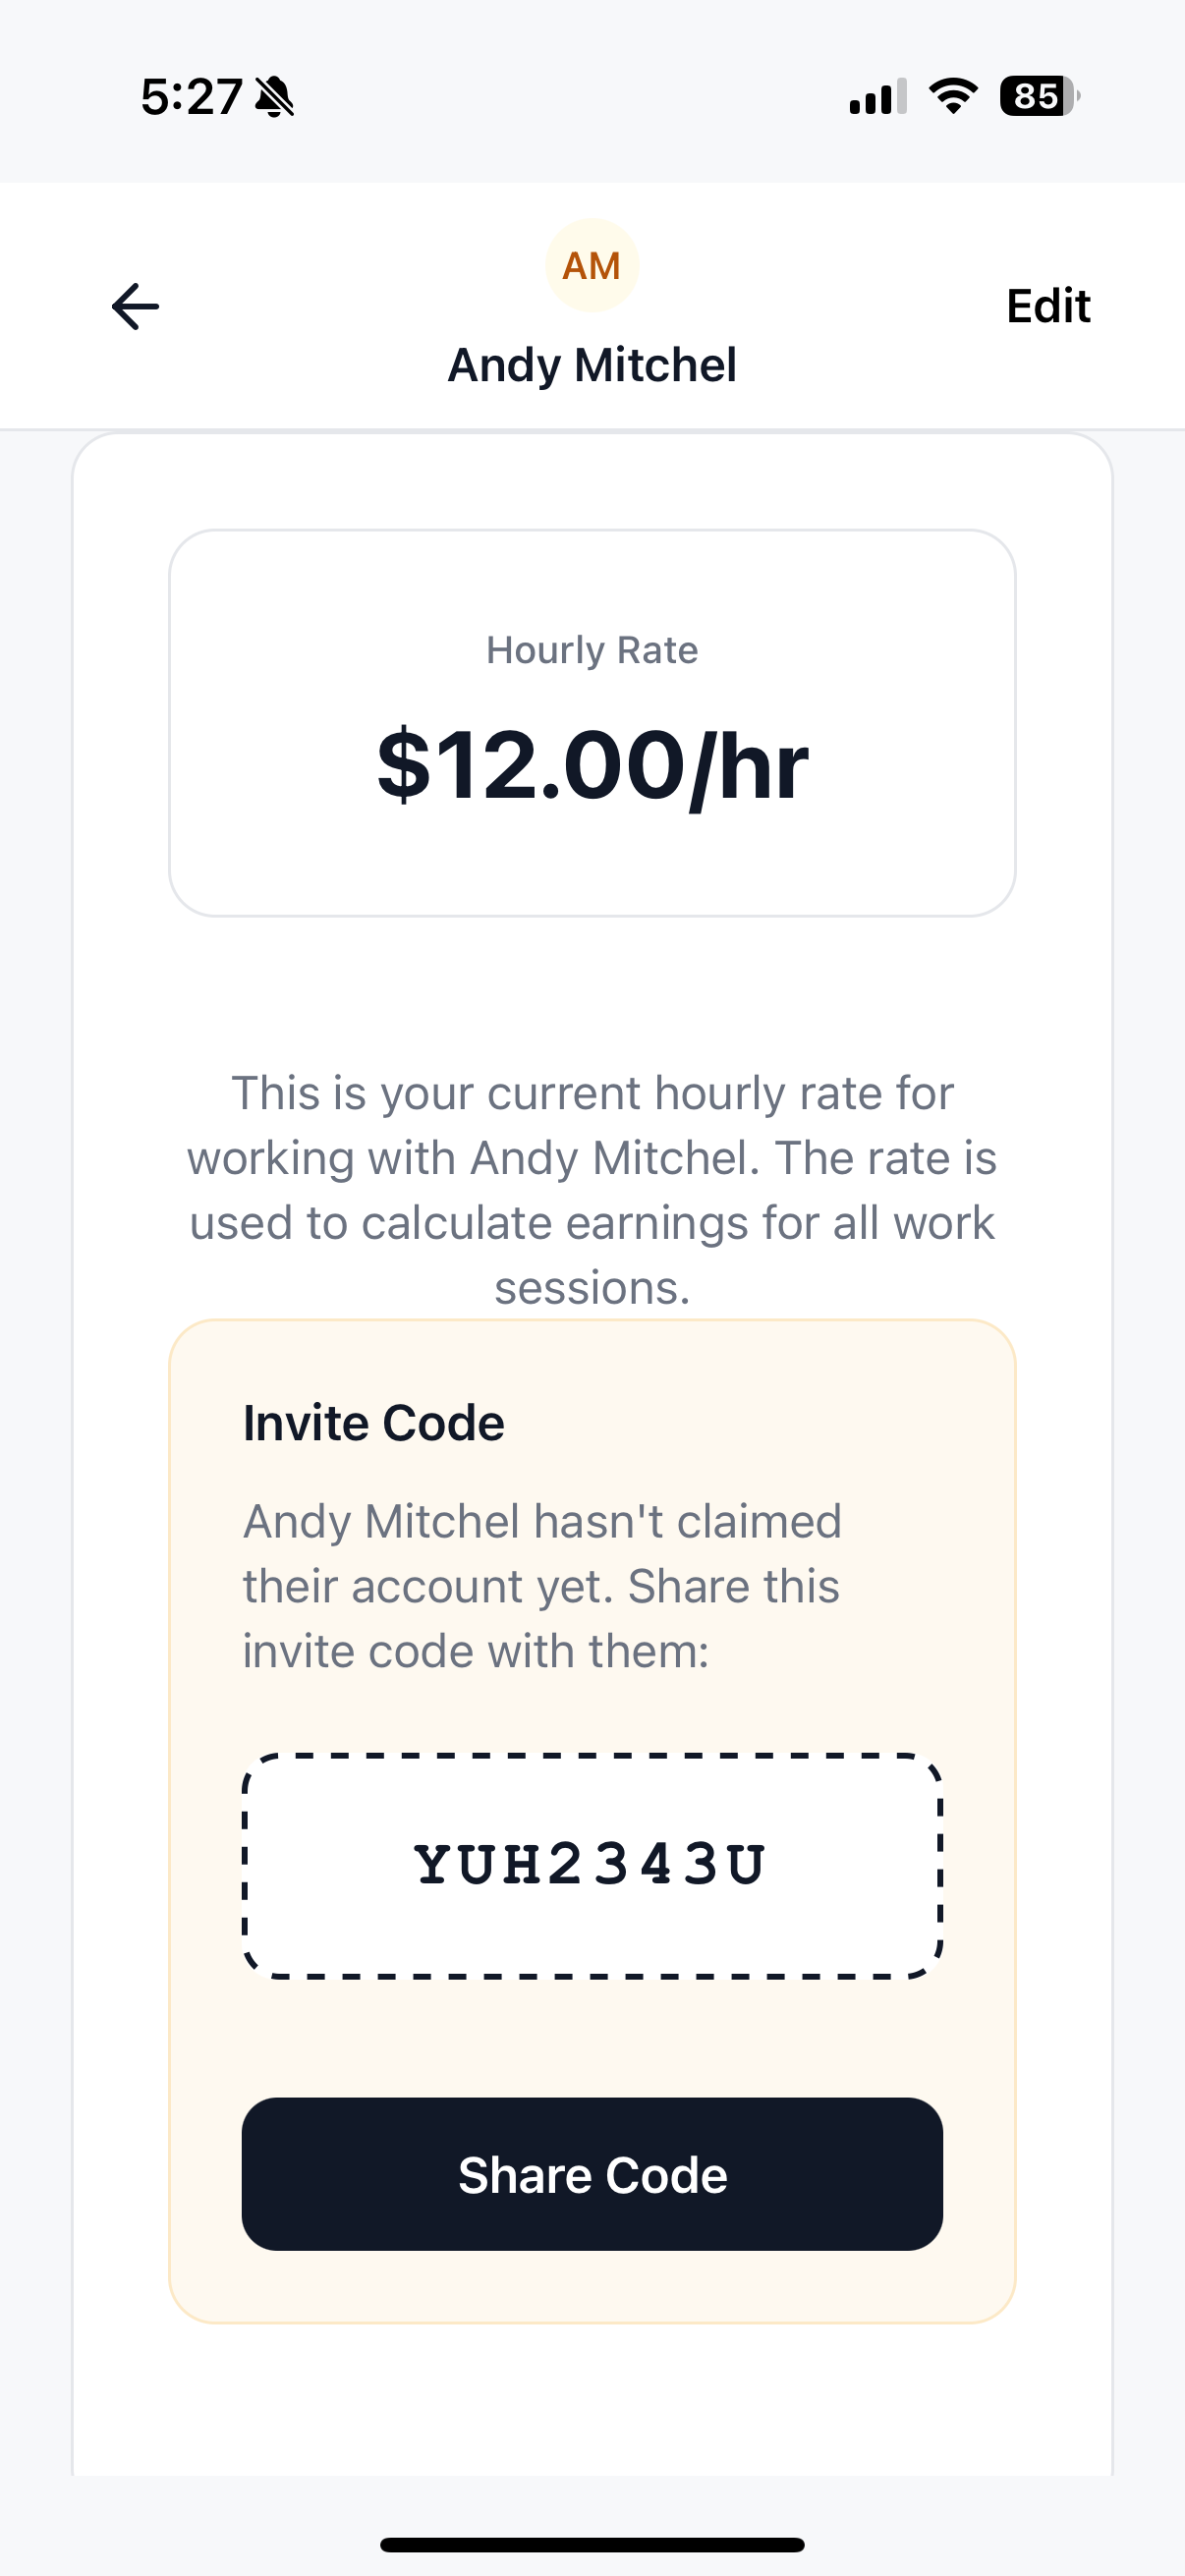 5:27
85
AM
Edit
Andy Mitchel
Hourly Rate
$12.00/hr
This is your current hourly rate for
working with Andy Mitchel. The rate is
used to calculate earnings for all work
sessions.
Invite Code
Andy Mitchel hasn't claimed
their account yet. Share this
invite code with them:
YUH2343U
Share Code